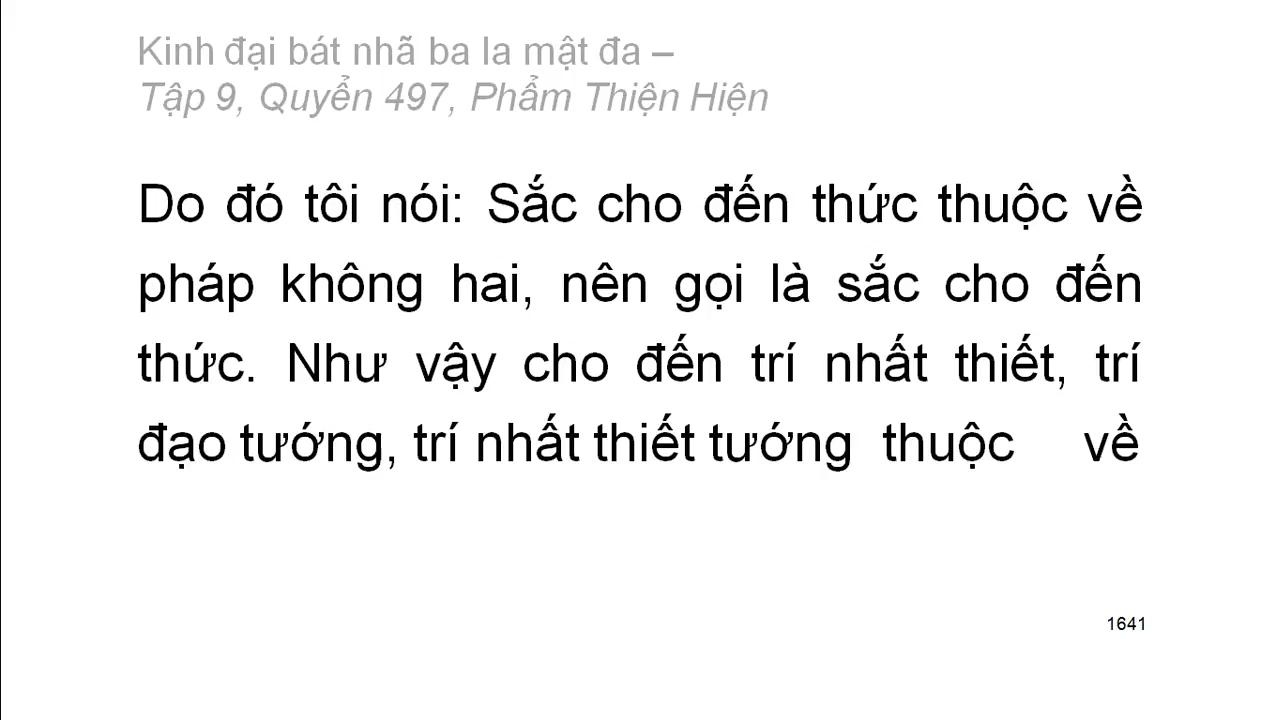 Kinh đại bát nhã ba la mật đa –
Tập 9, Quyển 497, Phẩm Thiện Hiện
Do đó tôi nói: Sắc cho đến thức thuộc về
pháp không hai, nên gọi là sắc cho đến
thức. Như vậy cho đến trí nhất thiết, trí
đạo tướng, trí nhất thiết tướng thuộc về
1641